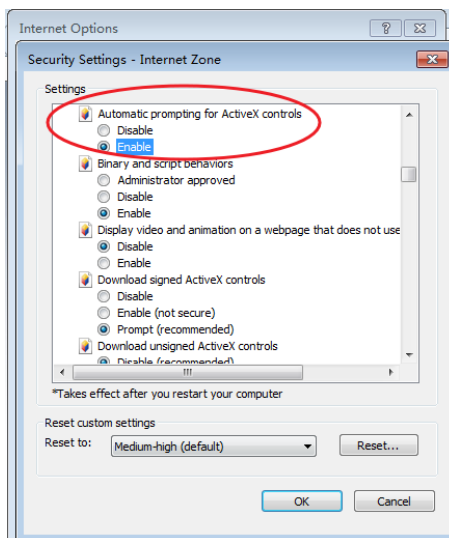 Internet Options
Security Settings - Internet Zone
Settings
Automatic prompting for ActiveX controls
Disable
Enable
Binary and script behaviors
Administrator approved
Disable
Enable
Display video and animation on a webpage that does not use
Disable
Enable
Download signed ActiveX controls
Disable
Enable (not secure)
Prompt (recommended)
Download unsigned ActiveX controls
Disable (recommended)
*Takes effect after you restart your computer
Reset custom settings
Reset to:
Medium-high (default)
Reset...
OK
Cancel